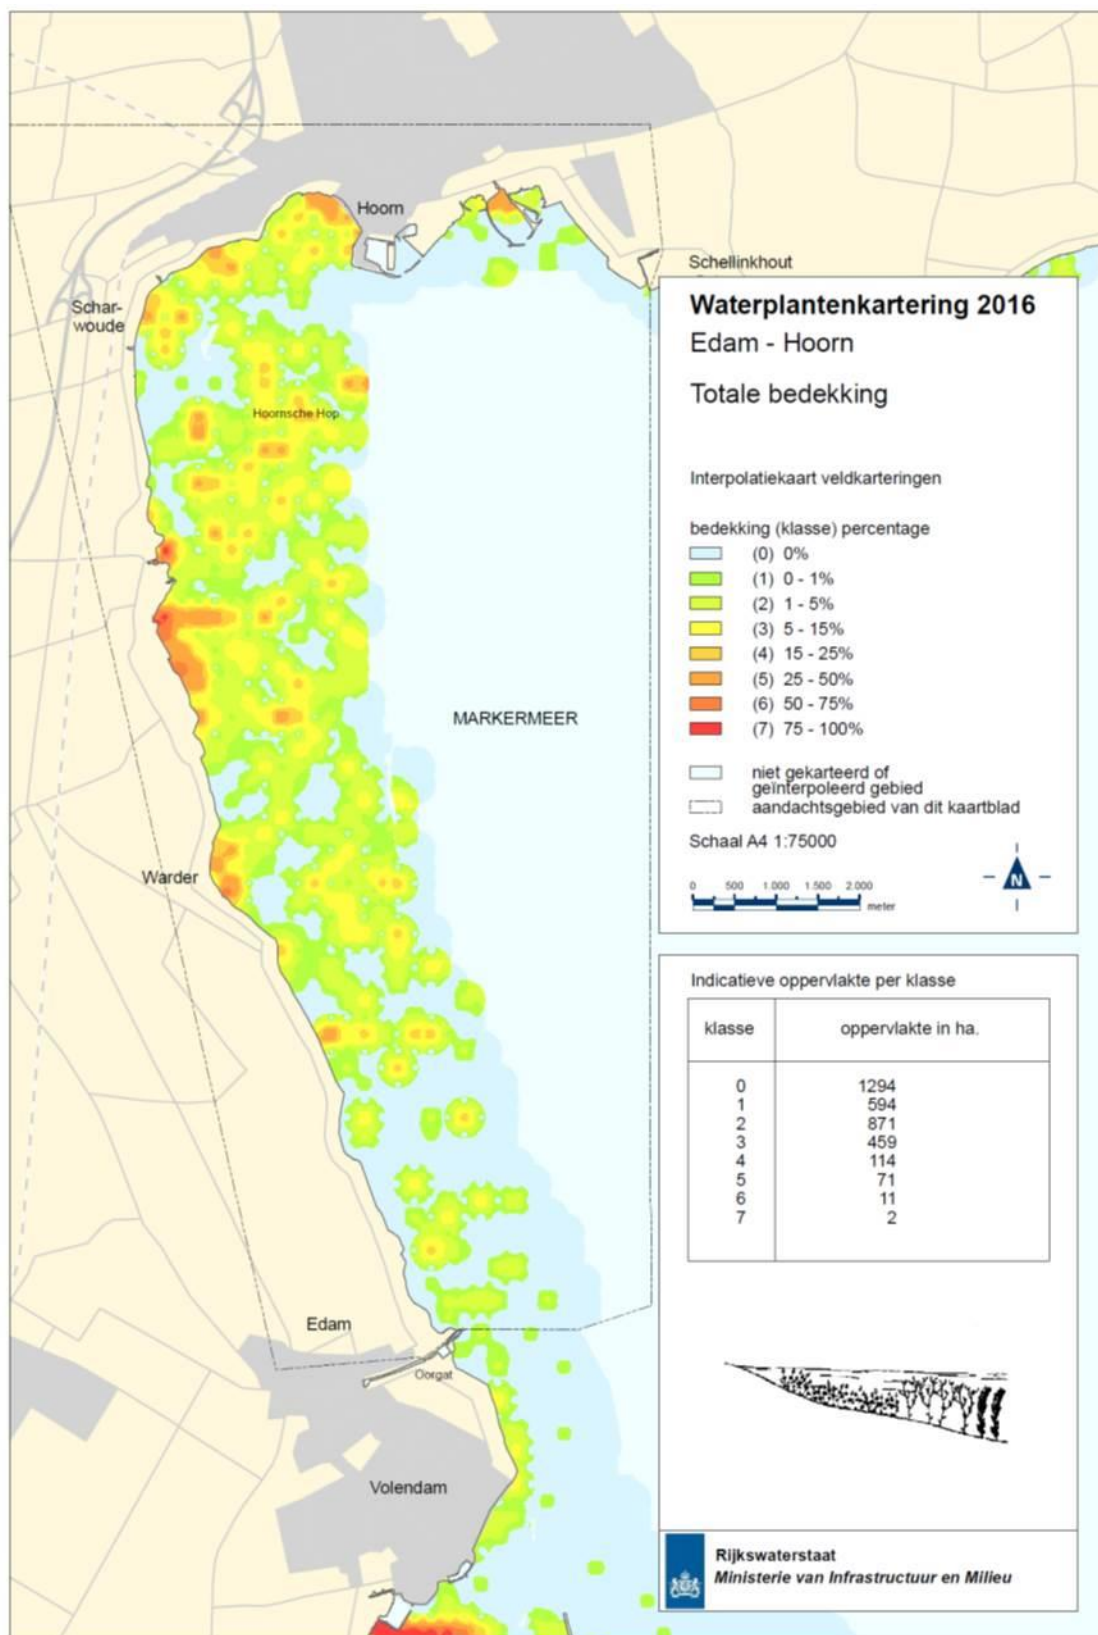 Hoorn
Schellinkhout
Schar-
woude
Hoornsche Hop
MARKERMEER
Warder
Edam
Oorgat
Volendam
Waterplantenkartering 2016
Edam - Hoorn
Totale bedekking
Interpolatiekaart veldkarteringen
bedekking (klasse) percentage
(0) 0%
(1) 0 - 1%
(2) 1 - 5%
(3) 5 - 15%
(4) 15 - 25%
(5) 25 - 50%
(6) 50 - 75%
(7) 75 - 100%
niet gekarteerd of
geïnterpoleerd gebied
aandachtsgebied van dit kaartblad
Schaal A4 1:75000
N
0 500 1.000 1.500 2.000
meter
Indicatieve oppervlakte per klasse
klasse oppervlakte in ha.
0 1294
1 594
2 871
3 459
4 114
5 71
6 11
7 2
Rijkswaterstaat
Ministerie van Infrastructuur en Milieu